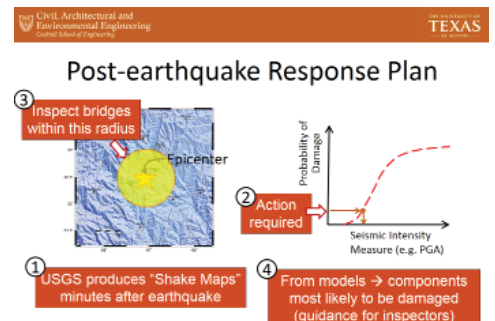 Civil, Architectural and
Environmental Engineering
Cockrell School of Engineering
THE UNIVERSITY OF
TEXAS
AT AUSTIN
Post-earthquake Response Plan
3
Inspect bridges
within this radius
Epicenter
Probability of
Damage
2
Action
required
Seismic Intensity
Measure (e.g. PGA)
1
USGS produces “Shake Maps”
minutes after earthquake
4
From models → components
most likely to be damaged
(guidance for inspectors)